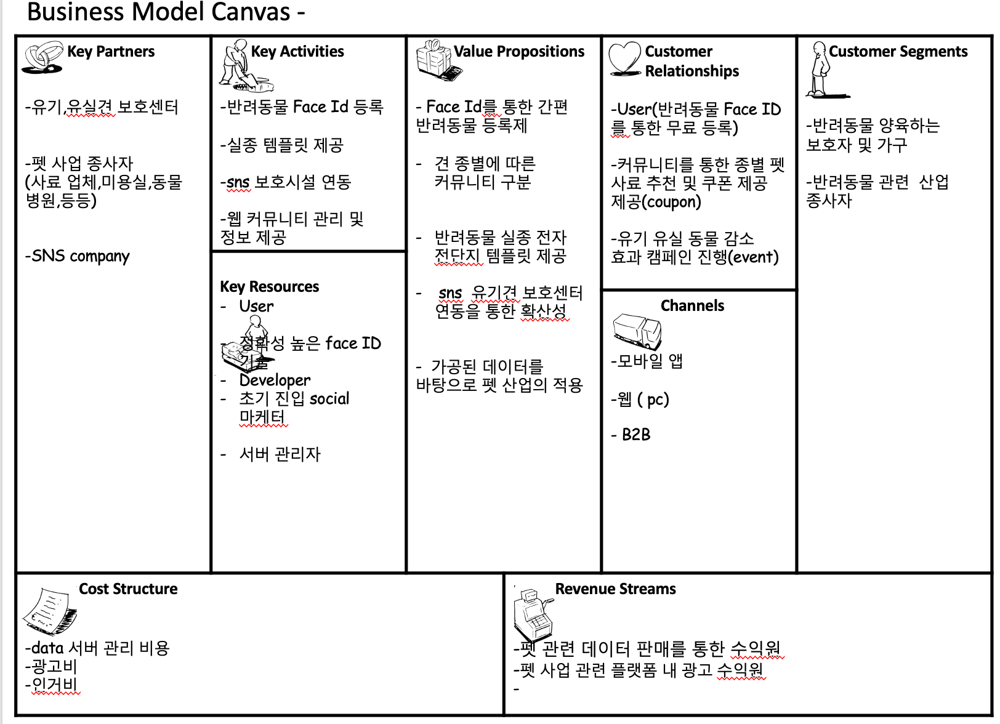 Business Model Canvas -
Key Partners
-유기,유실견 보호센터
-펫 사업 종사자
(사료 업체,미용실,동물
병원,등등)
-SNS company
Key Activities
-반려동물 Face Id 등록
-실종 템플릿 제공
-sns 보호시설 연동
-웹 커뮤니티 관리 및
정보 제공
Key Resources
- User
- 정확성 높은 face ID
기술
- Developer
- 초기 진입 social
마케터
- 서버 관리자
Value Propositions
- Face Id를 통한 간편
반려동물 등록제
- 견 종별에 따른
커뮤니티 구분
- 반려동물 실종 전자
전단지 템플릿 제공
- sns 유기견 보호센터
연동을 통한 확산성
- 가공된 데이터를
바탕으로 펫 산업의 적용
Customer
Relationships
-User(반려동물 Face ID
를 통한 무료 등록)
-커뮤니티를 통한 종별 펫
사료 추천 및 쿠폰 제공
제공(coupon)
-유기 유실 동물 감소
효과 캠페인 진행(event)
Channels
-모바일 앱
-웹 ( pc)
- B2B
Customer Segments
-반려동물 양육하는
보호자 및 가구
-반려동물 관련 산업
종사자
Cost Structure
-data 서버 관리 비용
-광고비
-인거비
Revenue Streams
-펫 관련 데이터 판매를 통한 수익원
-펫 사업 관련 플랫폼 내 광고 수익원
-